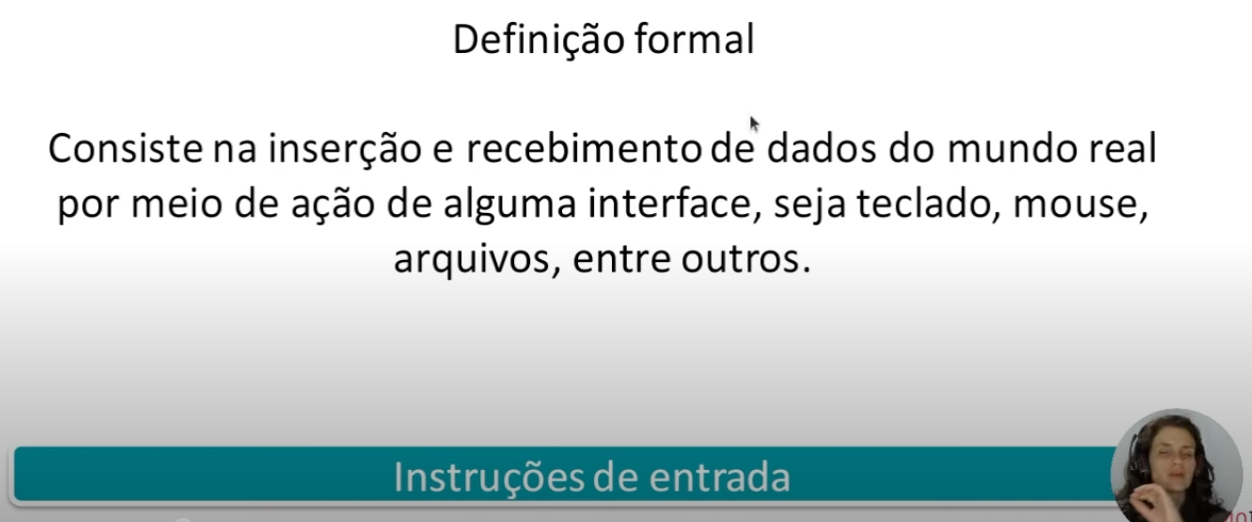 Definição formal
Consiste na inserção e recebimento de dados do mundo real
por meio de ação de alguma interface, seja teclado, mouse,
arquivos, entre outros.
Instruções de entrada